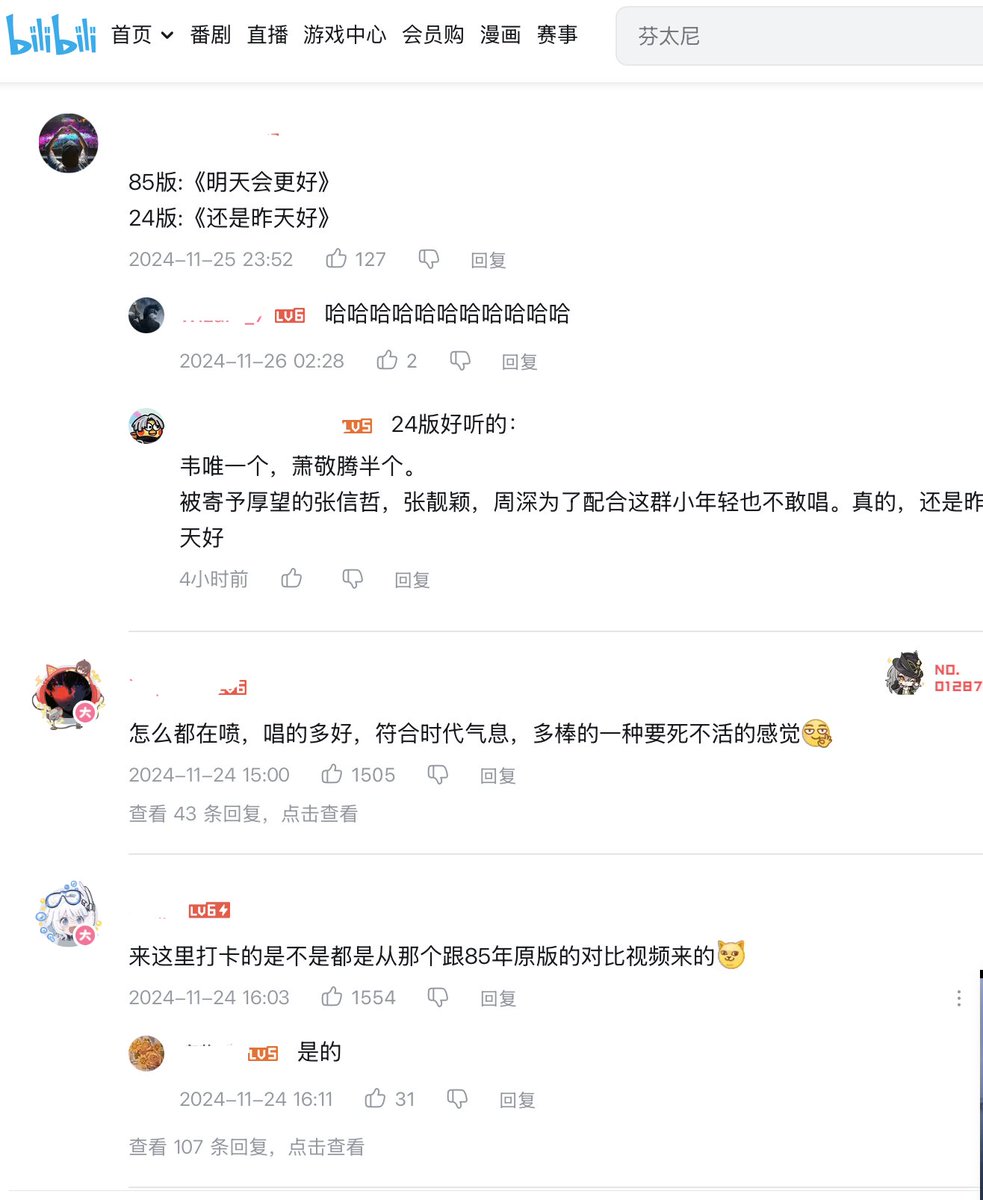 bilibili 首页 番剧 直播 游戏中心 会员购 漫画 赛事 芬太尼
85版:《明天会更好》
24版:《还是昨天好》
2024-11-25 23:52 127 回复
LV6 哈哈哈哈哈哈哈哈哈哈哈
2024-11-26 02:28 2 回复
LV5 24版好听的：
韦唯一个，萧敬腾半个。
被寄予厚望的张信哲，张靓颖，周深为了配合这群小年轻也不敢唱。真的，还是昨
天好
4小时前 回复
NO.
01287
怎么都在喷，唱的多好，符合时代气息，多棒的一种要死不活的感觉
2024-11-24 15:00 1505 回复
查看 43 条回复，点击查看
LV6
来这里打卡的是不是都是从那个跟85年原版的对比视频来的
2024-11-24 16:03 1554 回复
LV5 是的
2024-11-24 16:11 31 回复
查看 107 条回复，点击查看